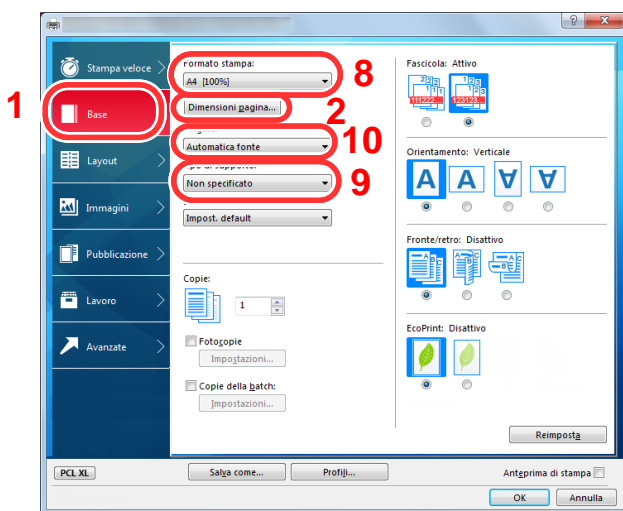 1
Stampa veloce
Base
Layout
Immagini
Pubblicazione
Lavoro
Avanzate
Formato stampa:
A4 [100%]
8
Dimensioni pagina...
2
Automatica fonte
10
Non specificato
9
Impost. default
Copie:
1
Fotocopie
Impostazioni...
Copie della batch:
Impostazioni...
Fascicola: Attivo
111222...
123123...
Orientamento: Verticale
A A A A
Fronte/retro: Disattivo
EcoPrint: Disattivo
Reimposta
PCL XL
Salva come...
Profili...
Anteprima di stampa
OK
Annulla